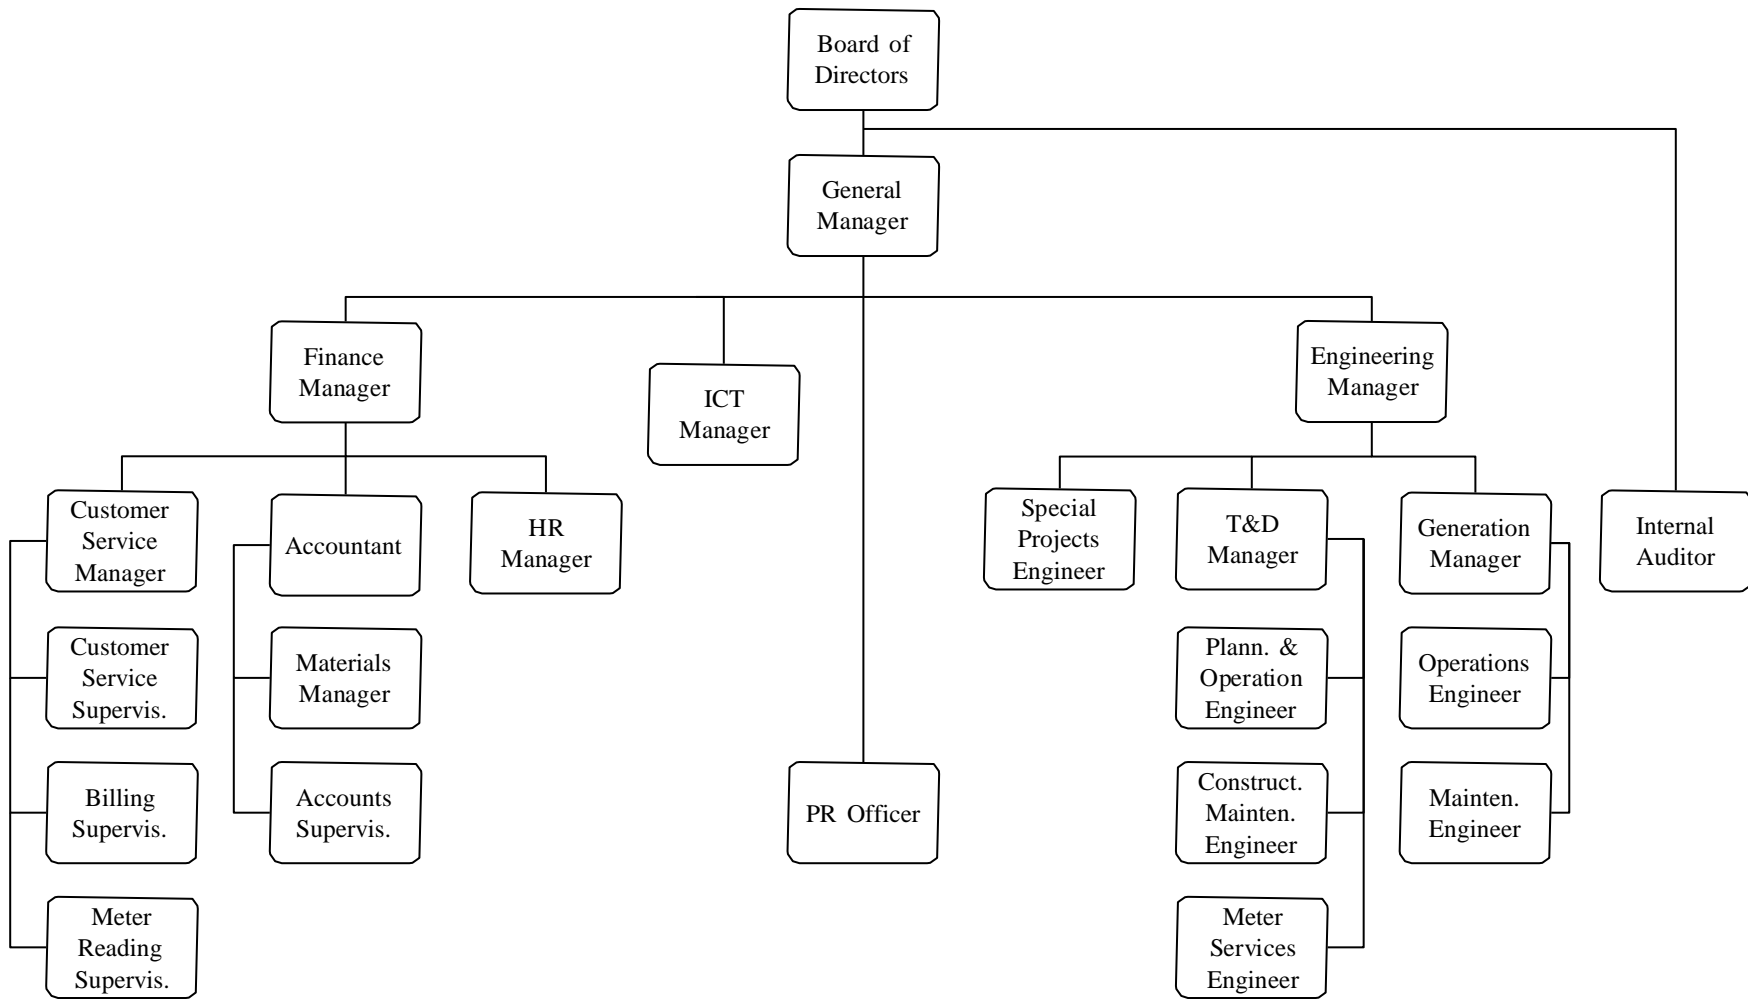 Board of
Directors
General
Manager
Finance
Manager
ICT
Manager
Engineering
Manager
Customer
Service
Manager
Accountant
HR
Manager
Special
Projects
Engineer
T&D
Manager
Generation
Manager
Internal
Auditor
Customer
Service
Supervis.
Materials
Manager
Plann. &
Operation
Engineer
Operations
Engineer
Billing
Supervis.
Accounts
Supervis.
PR Officer
Construct.
Mainten.
Engineer
Mainten.
Engineer
Meter
Reading
Supervis.
Meter
Services
Engineer